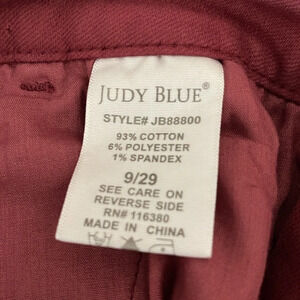 JUDY BLUE®
STYLE# JB88800
93% COTTON
6% POLYESTER
1% SPANDEX
9/29
SEE CARE ON
REVERSE SIDE
RN# 116380
MADE IN CHINA